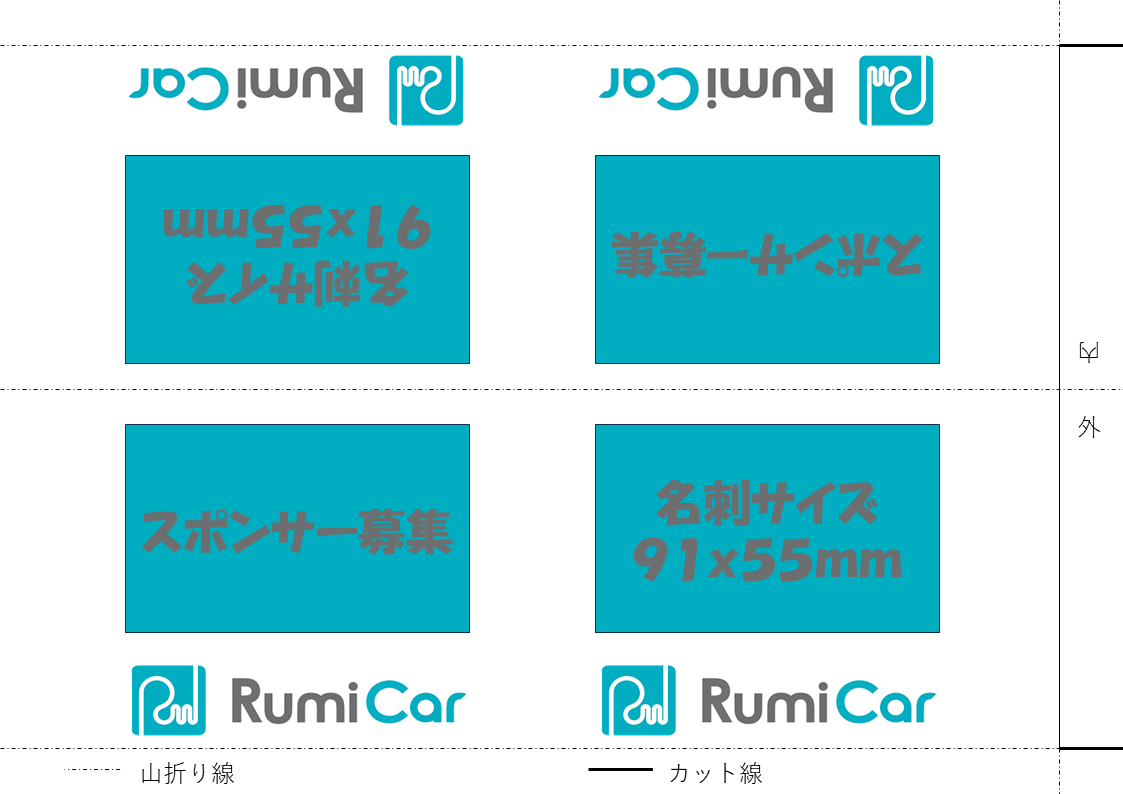 RumiCar
RumiCar
名刺サイズ
91x55mm
スポンサー募集
内
外
スポンサー募集
名刺サイズ
91x55mm
RumiCar
RumiCar
山折り線
カット線